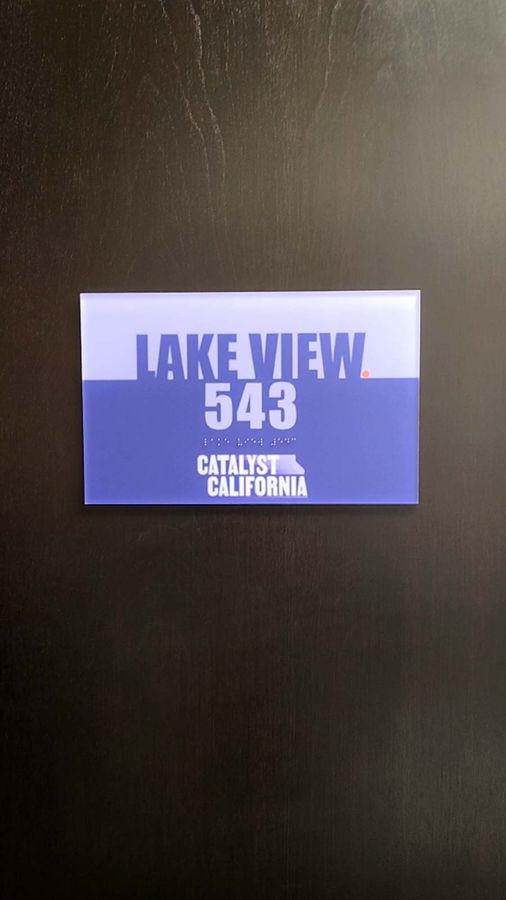 LAKE VIEW.
543
CATALYST
CALIFORNIA